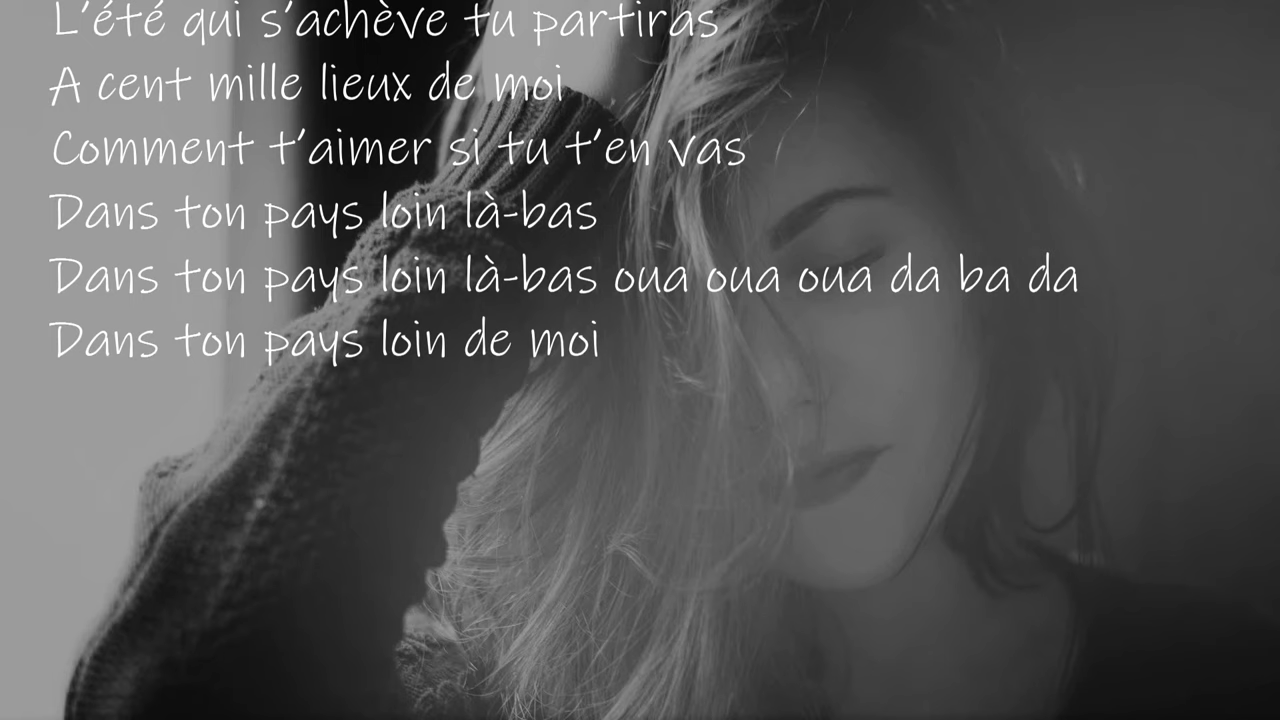 L'été qui s'achève tu partiras
A cent mille lieux de moi
Comment t'aimer si tu t'en vas
Dans ton pays loin là-bas
Dans ton pays loin là-bas oua oua oua da ba da
Dans ton pays loin de moi